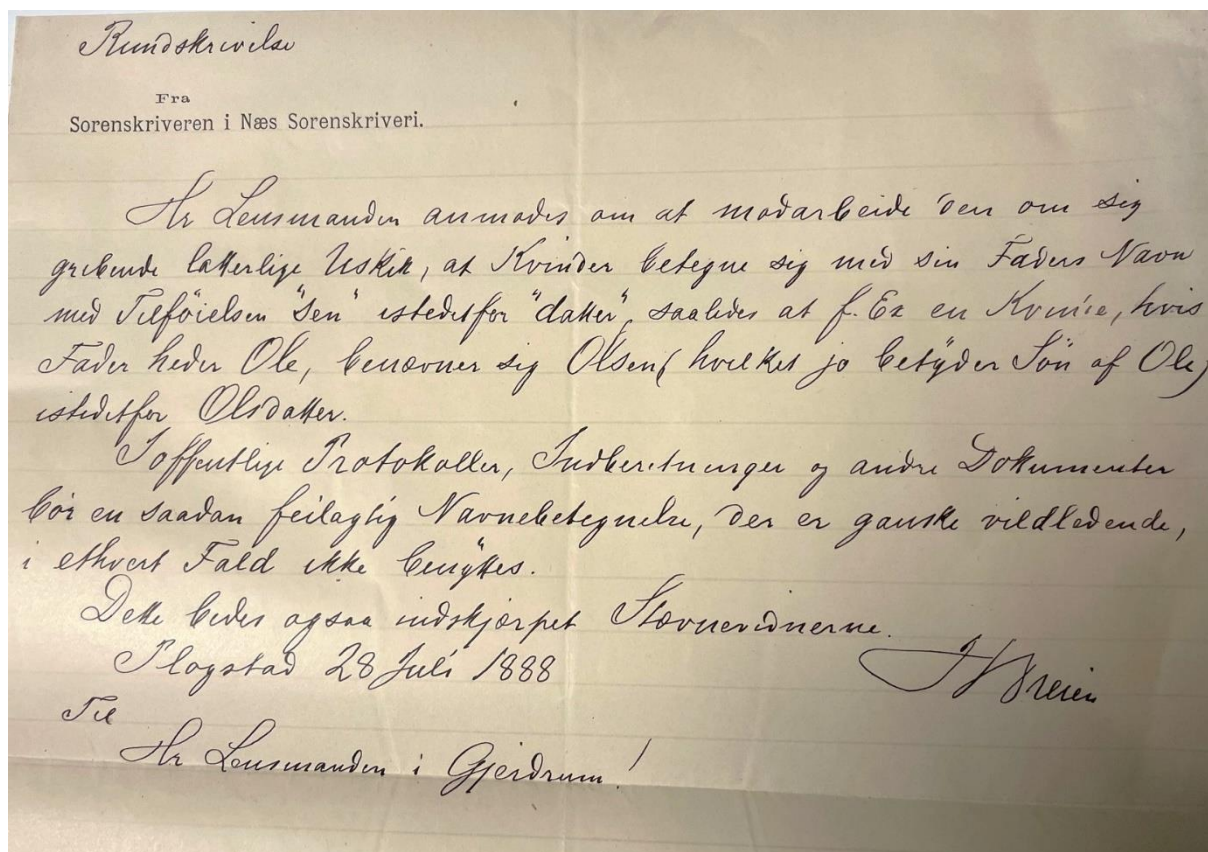 Rundskrivelse
Fra
Sorenskriveren i Næs Sorenskriveri.
Hr Lensmanden anmodes om at modarbeide den om sig
gribende latterlige Uskik, at Kvinder betegne sig med sin Faders Navn
med Tilføielsen "sen" istedetfor "datter", saaledes at f. Ex en Kvinde, hvis
Fader heder Ole, benævner sig Olsen (hvilket jo betyder Søn af Ole)
istedetfor Olsdatter.
I offentlige Protokoller, Indberetninger og andre Dokumenter
bör en saadan feilagtig Navnebetegnelse, der er ganske vildledende,
i ethvert Fald ikke benyttes.
Dette bedes ogsaa indskjærpet Stævnevidnerne.
Plogstad 28 Juli 1888
Til
Hr Lensmanden i Gjerdrum!